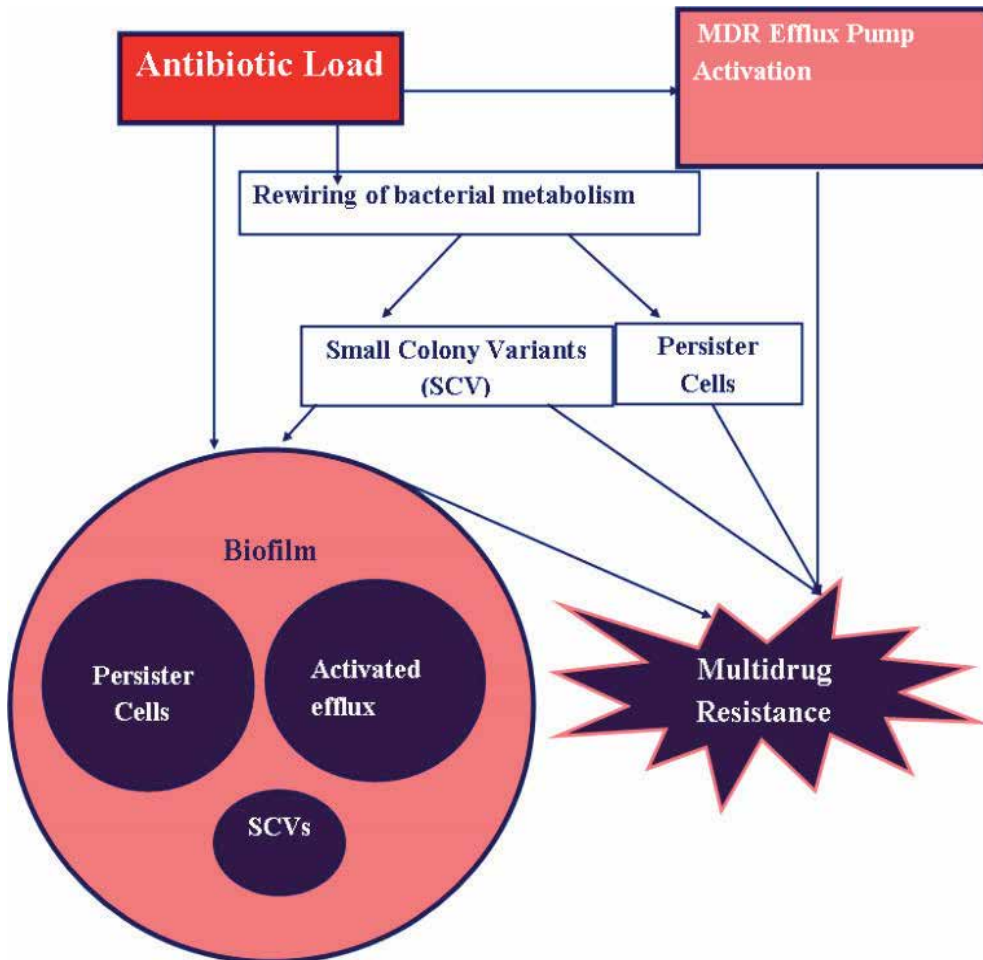 Antibiotic Load
MDR Efflux Pump
Activation
Rewiring of bacterial metabolism
Small Colony Variants
(SCV)
Persister
Cells
Biofilm
Persister
Cells
Activated
efflux
SCVs
Multidrug
Resistance